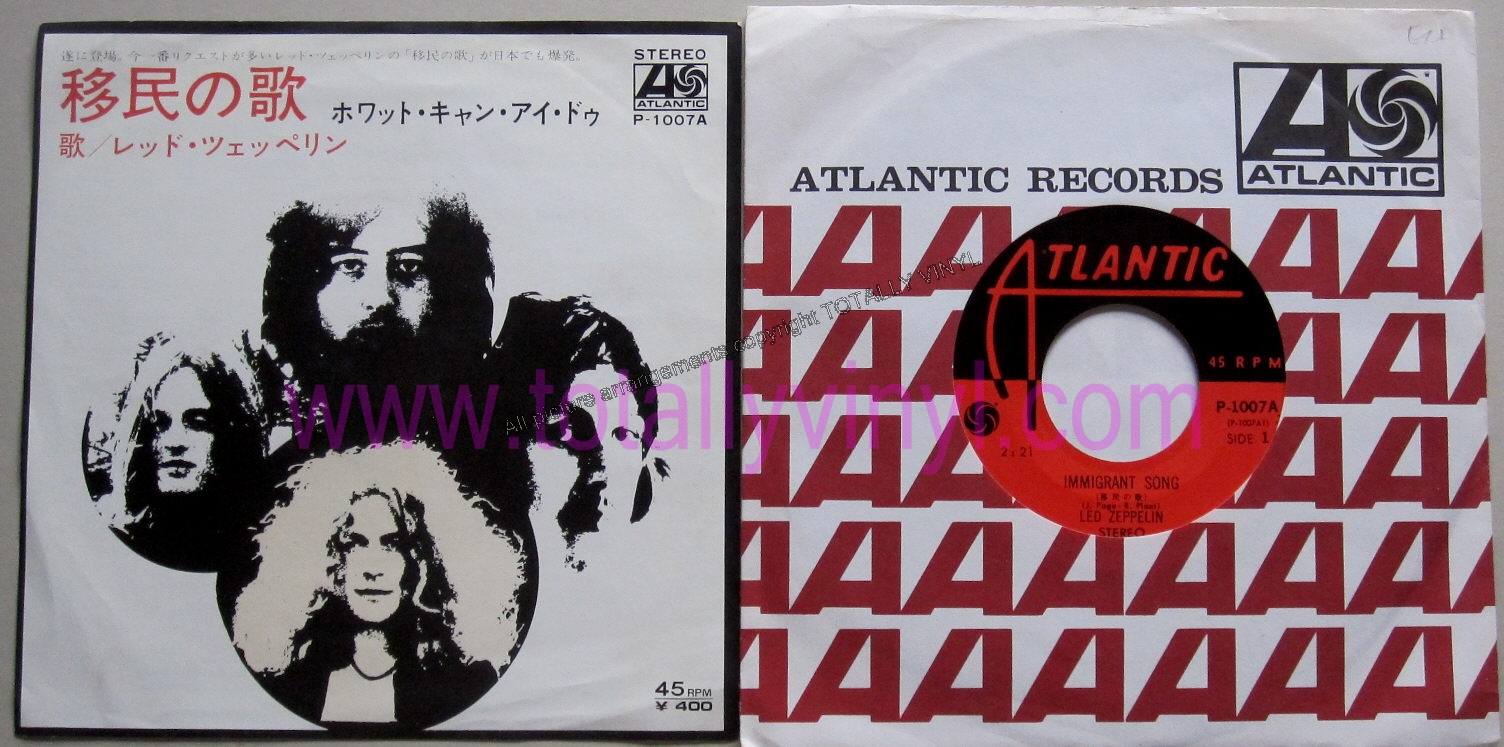 遂に登場。今一番リクエストが多いレッド・ツェッペリンの「移民の歌」が日本でも爆発。
移民の歌 ホワット・キャン・アイ・ドゥ
歌／レッド・ツェッペリン
STEREO
ATLANTIC
P-1007A
45 RPM
¥ 400
ATLANTIC RECORDS
ATLANTIC
ATLANTIC
45 RPM
P-1007A
(P-1007A1)
SIDE 1
2:21
IMMIGRANT SONG
(移民の歌)
(J. Page-R. Plant)
LED ZEPPELIN
STEREO
All picture arrangements copyright TOTALLY VINYL
www.totallyvinyl.com